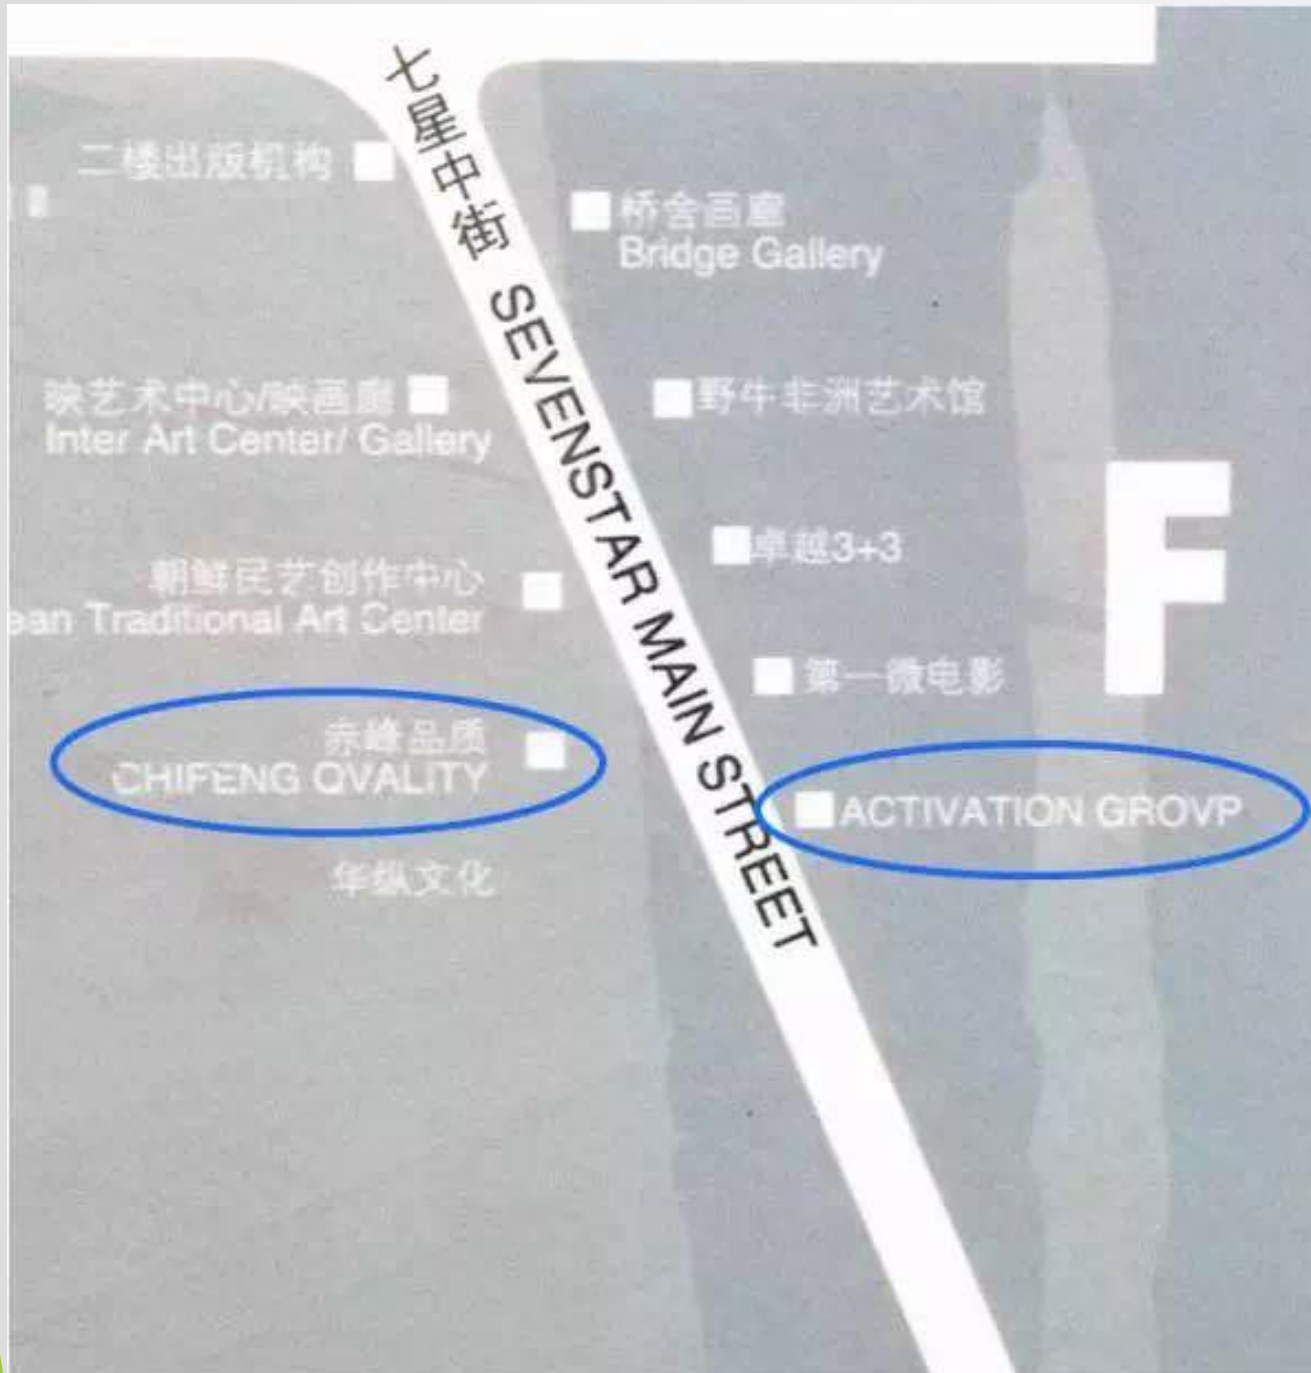 七星中街 SEVENSTAR MAIN STREET
二楼出版机构
桥舍画廊
Bridge Gallery
映艺术中心/映画廊
Inter Art Center/ Gallery
野牛非洲艺术馆
卓越3+3
朝鲜民艺创作中心
ean Traditional Art Center
F
第一微电影
赤峰品质
CHIFENG QVALITY
ACTIVATION GROVP
华纵文化